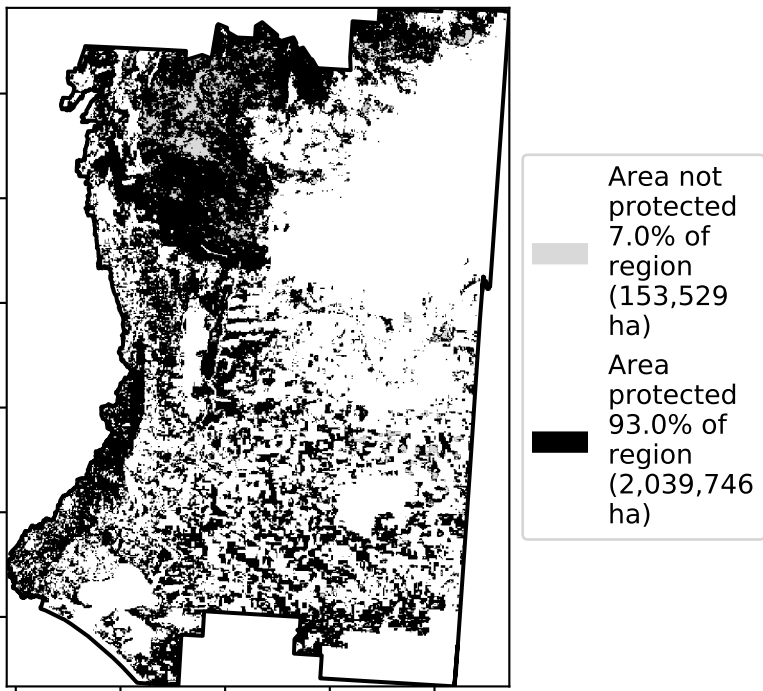 Area not
protected
7.0% of
region
(153,529
ha)
Area
protected
93.0% of
region
(2,039,746
ha)